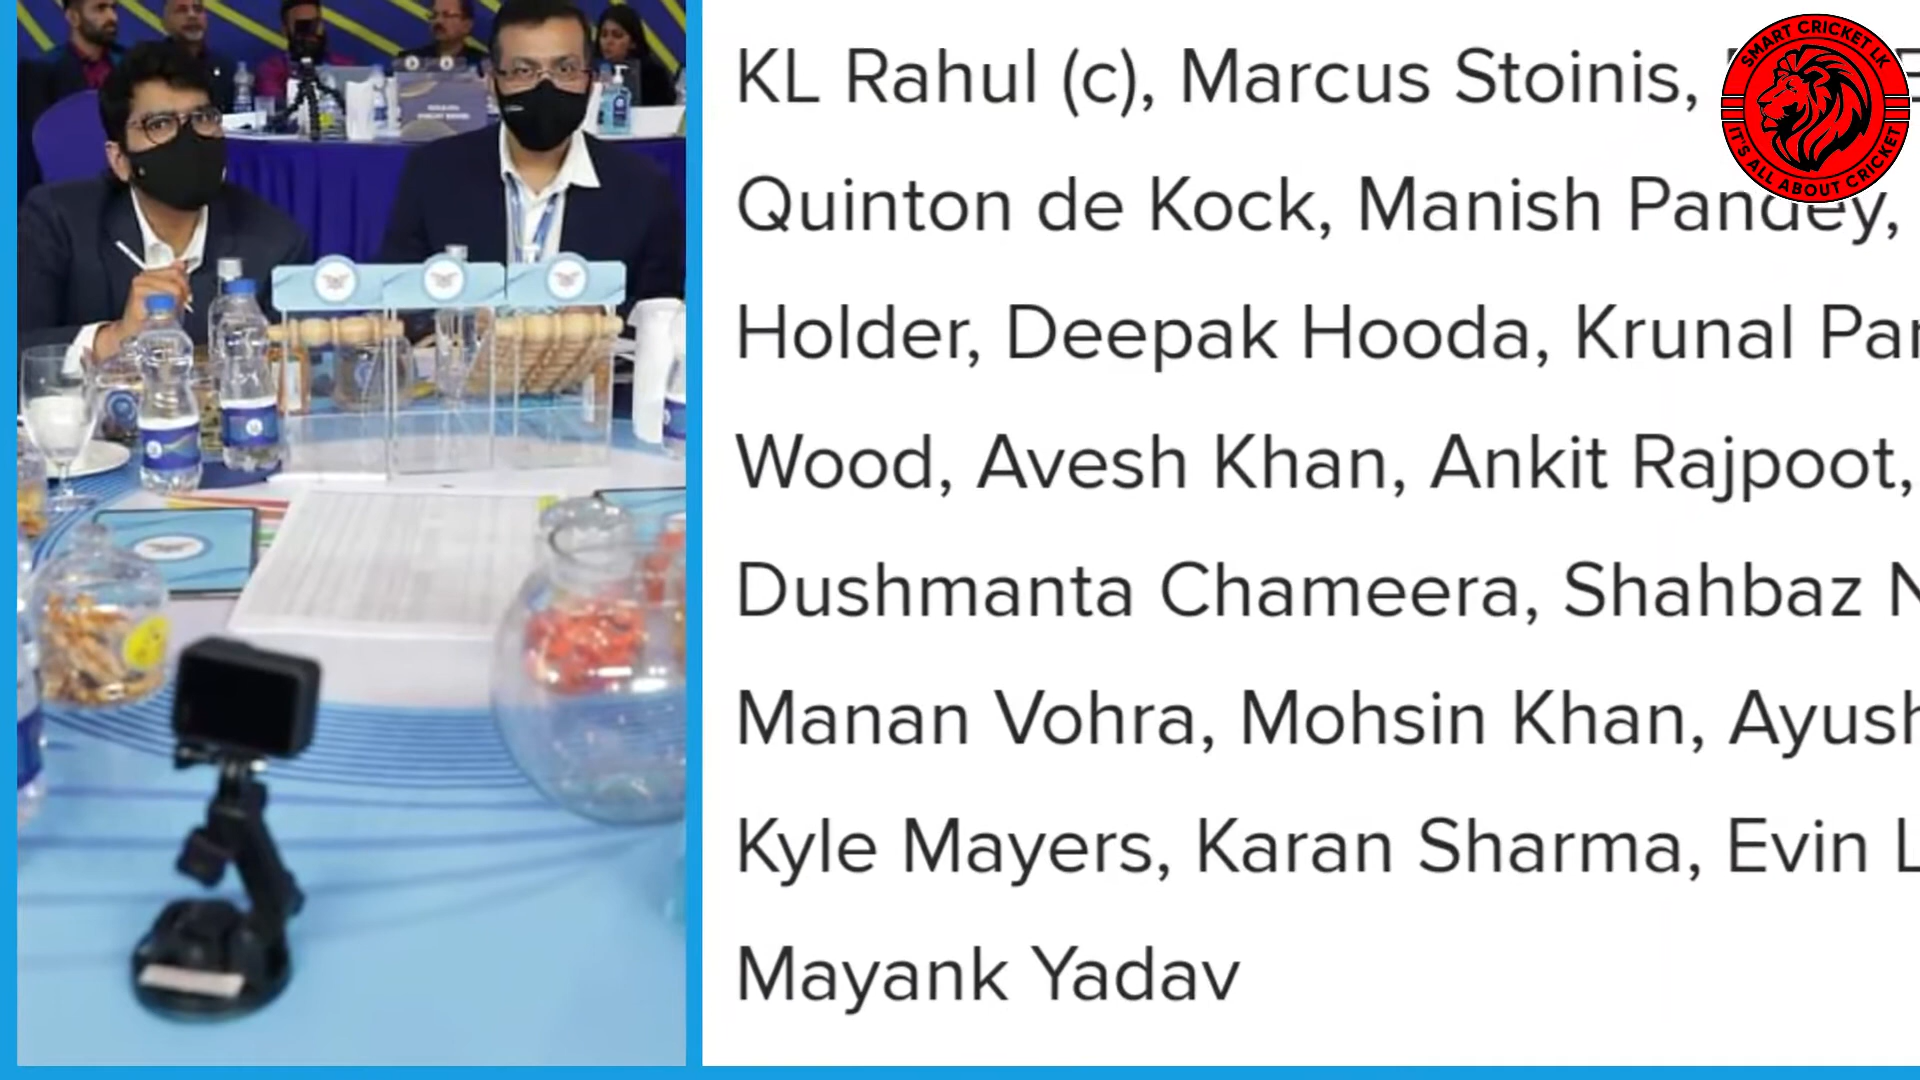 KL Rahul (c), Marcus Stoinis,
Quinton de Kock, Manish Pandey,
Holder, Deepak Hooda, Krunal
Wood, Avesh Khan, Ankit Rajpoot,
Dushmanta Chameera, Shahbaz
Manan Vohra, Mohsin Khan,
Kyle Mayers, Karan Sharma, Evin
Mayank Yadav
SMART CRICKET LK
IT'S ALL ABOUT CRICKET